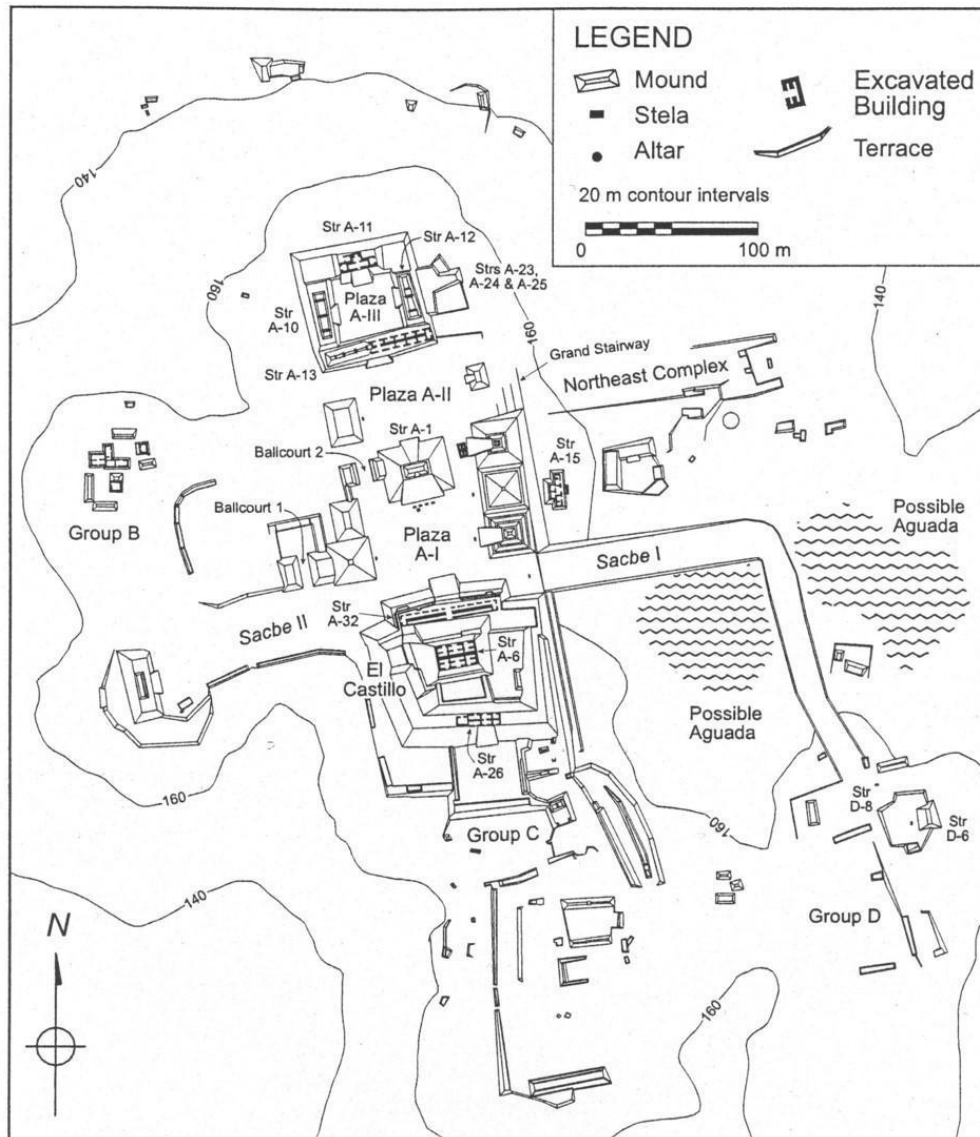 LEGEND
Mound
Stela
Altar
Excavated
Building
Terrace
20 m contour intervals
0
100 m
140
Str A-11
Str A-12
Strs A-23,
A-24 & A-25
160
Plaza
A-III
Str
A-10
140
160
Grand Stairway
Str A-13
Northeast Complex
Plaza A-II
Str A-1
Ballcourt 2
Str
A-15
Possible
Aguada
Ballcourt 1
Group B
Plaza
A-I
Sacbe I
Str
A-32
Sacbe II
Str
A-6
El
Castillo
Possible
Aguada
Str
A-26
160
Str
D-8
160
Str
D-6
Group C
140
Group D
N
160